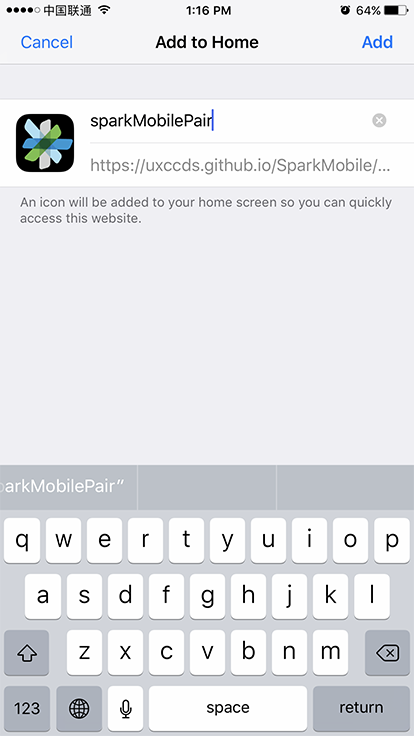 中国联通 1:16 PM 64%
Cancel Add to Home Add
sparkMobilePair
https://uxccds.github.io/SparkMobile/...
An icon will be added to your home screen so you can quickly
access this website.
arkMobilePair”
q w e r t y u i o p
a s d f g h j k l
z x c v b n m
123 space return